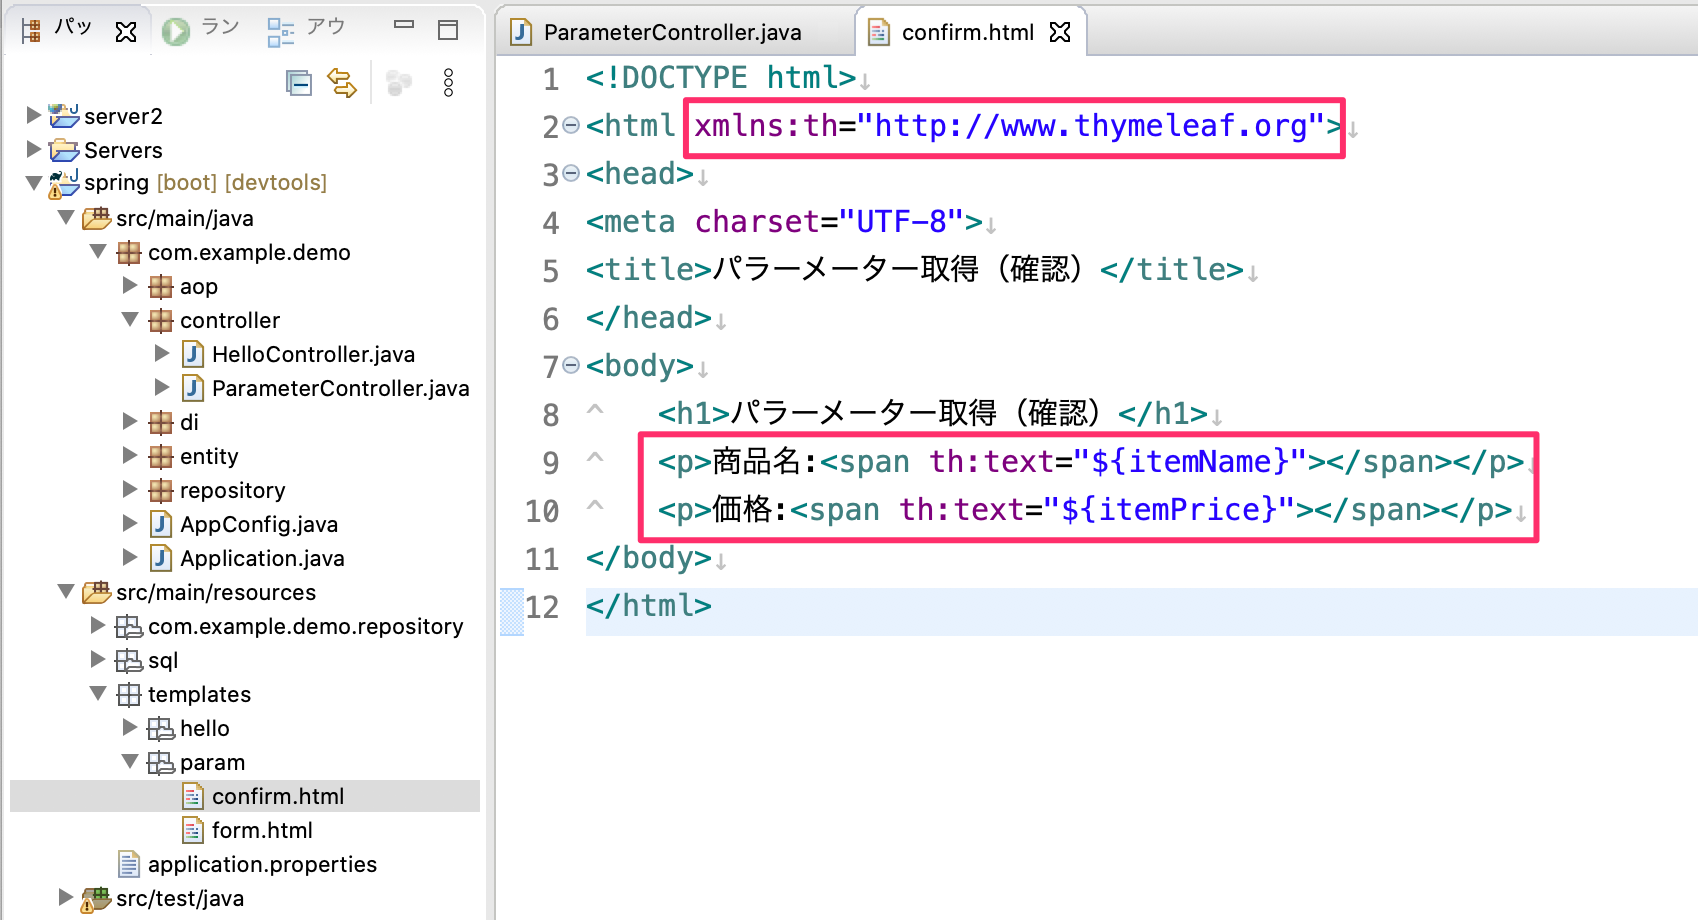 パッ ラン アウ
server2
Servers
spring [boot] [devtools]
src/main/java
com.example.demo
aop
controller
HelloController.java
ParameterController.java
di
entity
repository
AppConfig.java
Application.java
src/main/resources
com.example.demo.repository
sql
templates
hello
param
confirm.html
form.html
application.properties
src/test/java
ParameterController.java confirm.html
1 <!DOCTYPE html>↓
2 <html xmlns:th="http://www.thymeleaf.org">↓
3 <head>↓
4 <meta charset="UTF-8">↓
5 <title>パラーメーター取得（確認）</title>↓
6 </head>↓
7 <body>↓
8 ^ <h1>パラーメーター取得（確認）</h1>↓
9 ^ <p>商品名:<span th:text="${itemName}"></span></p>↓
10 ^ <p>価格:<span th:text="${itemPrice}"></span></p>↓
11 </body>↓
12 </html>